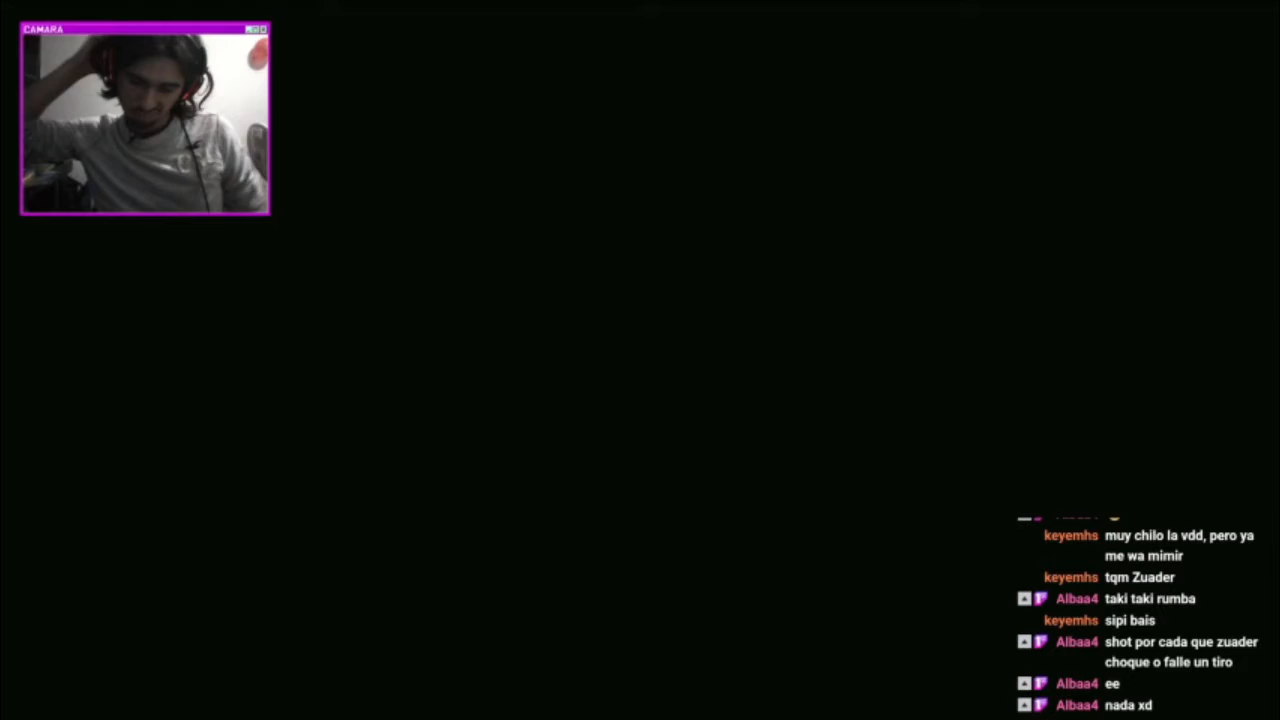 CAMARA
keyemhs muy chilo la vdd, pero ya
me wa mimir
keyemhs tqm Zuader
Albaa4 taki taki rumba
keyemhs sipi bais
Albaa4 shot por cada que zuader
choque o falle un tiro
Albaa4 ee
Albaa4 nada xd